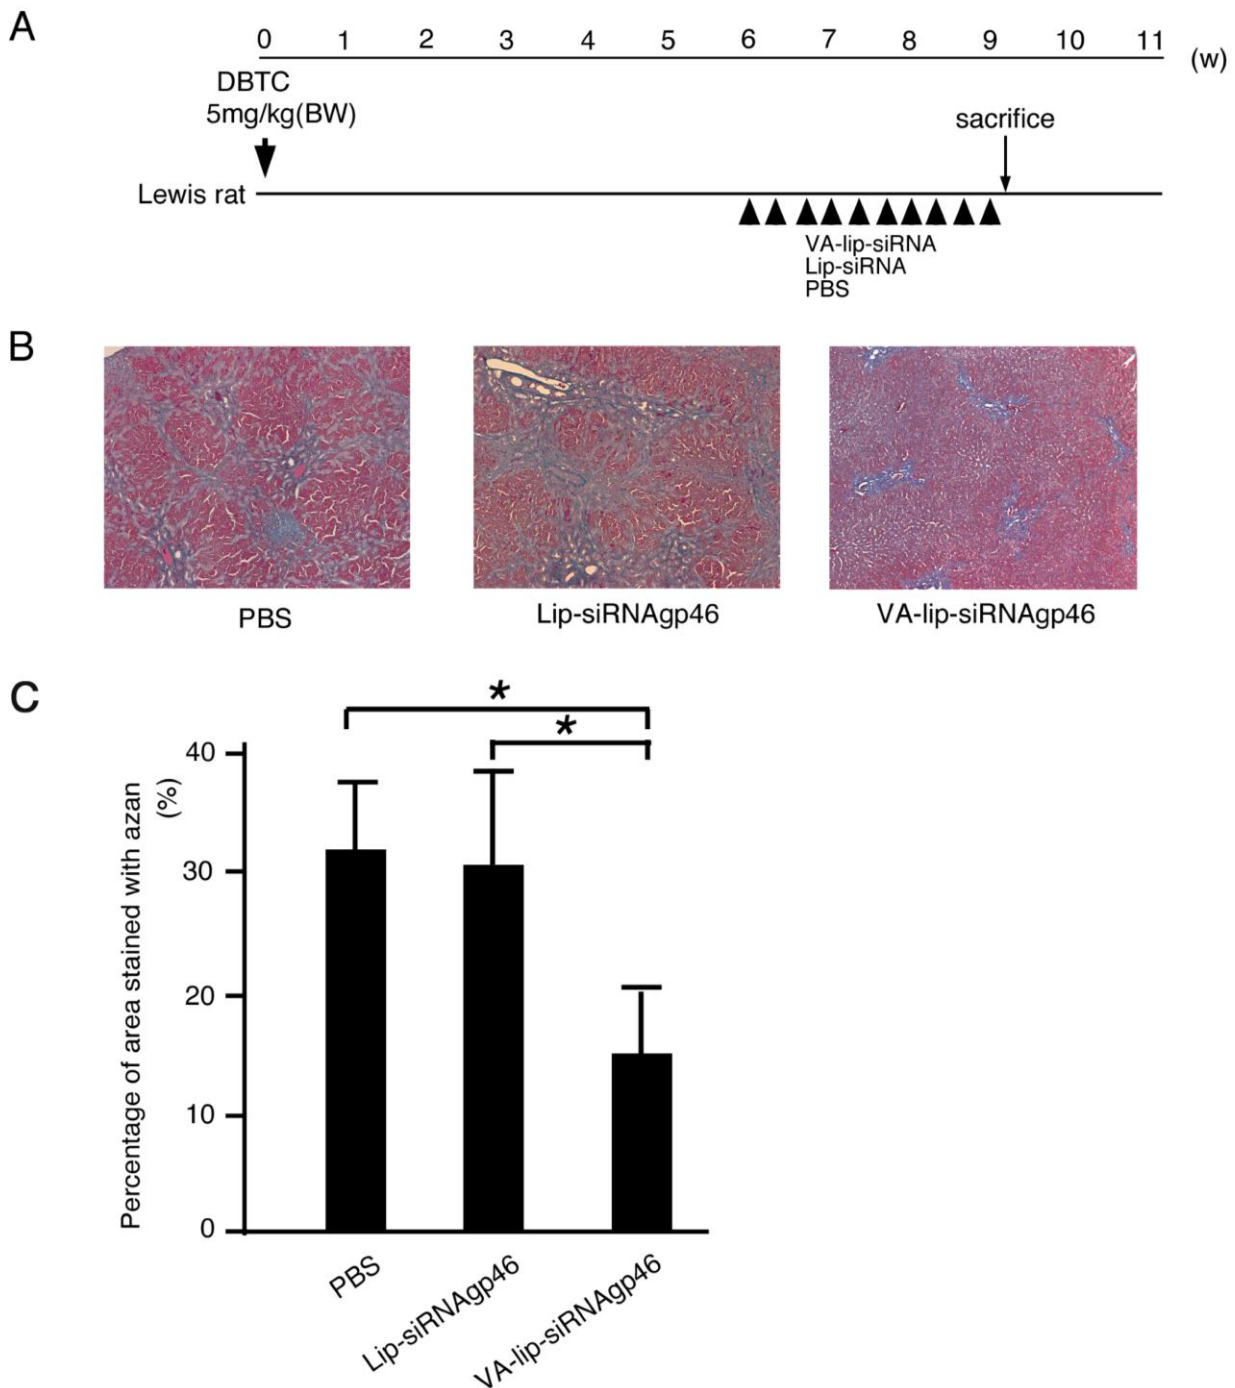 A
0 1 2 3 4 5 6 7 8 9 10 11
(w)
DBTC
5mg/kg(BW)
sacrifice
Lewis rat
VA-lip-siRNA
Lip-siRNA
PBS
B
PBS
Lip-siRNAgp46
VA-lip-siRNAgp46
C
*
*
Percentage of area stained with azan
(%)
40
30
20
10
0
PBS
Lip-siRNAgp46
VA-lip-siRNAgp46